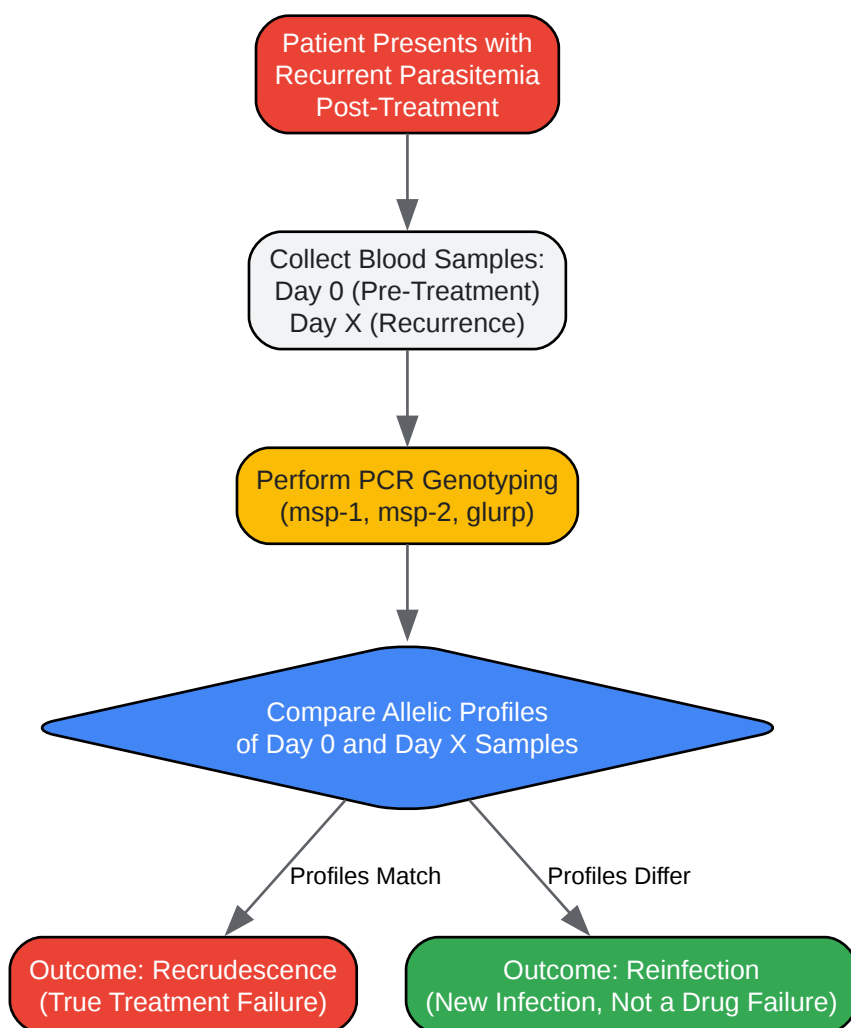 Patient Presents with
Recurrent Parasitemia
Post-Treatment
Collect Blood Samples:
Day 0 (Pre-Treatment)
Day X (Recurrence)
Perform PCR Genotyping
(msp-1, msp-2, glurp)
Compare Allelic Profiles
of Day 0 and Day X Samples
Profiles Match
Profiles Differ
Outcome: Recrudescence
(True Treatment Failure)
Outcome: Reinfection
(New Infection, Not a Drug Failure)